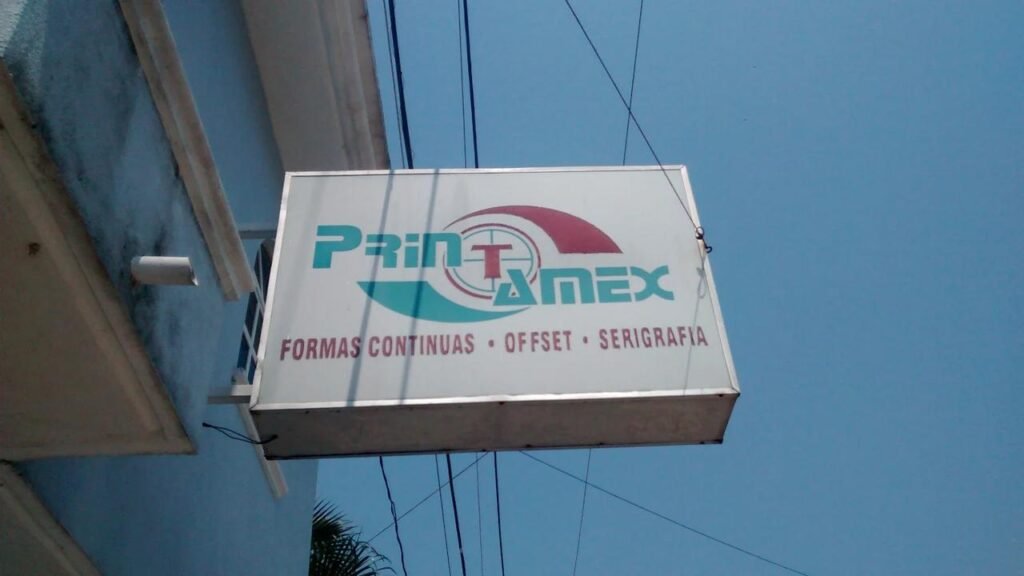 PrinTAmex
FORMAS CONTINUAS • OFFSET • SERIGRAFIA